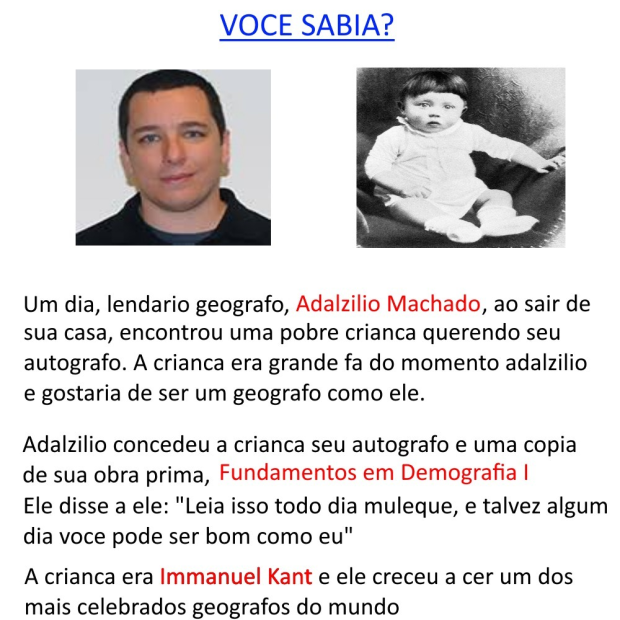 VOCE SABIA?
Um dia, lendario geografo, Adalzilio Machado, ao sair de
sua casa, encontrou uma pobre crianca querendo seu
autografo. A crianca era grande fa do momento adalzilio
e gostaria de ser um geografo como ele.
Adalzilio concedeu a crianca seu autografo e uma copia
de sua obra prima, Fundamentos em Demografia I
Ele disse a ele: "Leia isso todo dia muleque, e talvez algum
dia voce pode ser bom como eu"
A crianca era Immanuel Kant e ele creceu a cer um dos
mais celebrados geografos do mundo